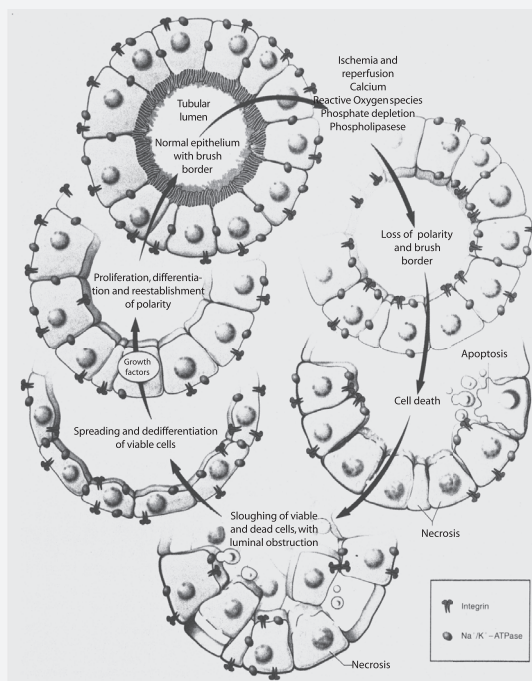 Ischemia and
reperfusion
Calcium
Reactive Oxygen species
Phosphate depletion
Phospholipasese
Tubular
lumen
Normal epithelium
with brush
border
Loss of polarity
and brush
border
Proliferation, differentia-
tion and reestablishment
of polarity
Growth
factors
Apoptosis
Cell death
Spreading and dedifferentiation
of viable cells
Necrosis
Sloughing of viable
and dead cells, with
luminal obstruction
Necrosis
Integrin
Na+/K+-ATPase